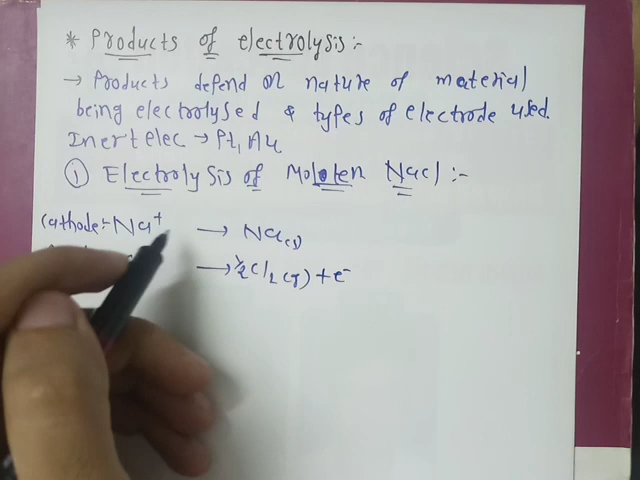 * Products of electrolysis:-
→ Products depend on nature of material
being electrolysed & types of electrode used.
Inert elec → Pt, Au
① Electrolysis of Moloten Nacl :-
Cathode:- Na⁺ → Na(s)
→ ½Cl₂(g) + e⁻